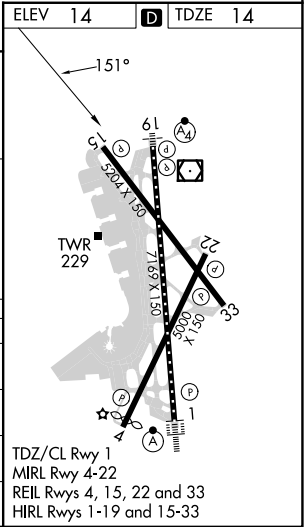 ELEV 14 D TDZE 14
151°
19
A4
15
P
P
P
5204 X 150
TWR
229
7169 X 150
22
P
P
5000
X 150
33
P
P
4
A
1
TDZ/CL Rwy 1
MIRL Rwy 4-22
REIL Rwys 4, 15, 22 and 33
HIRL Rwys 1-19 and 15-33